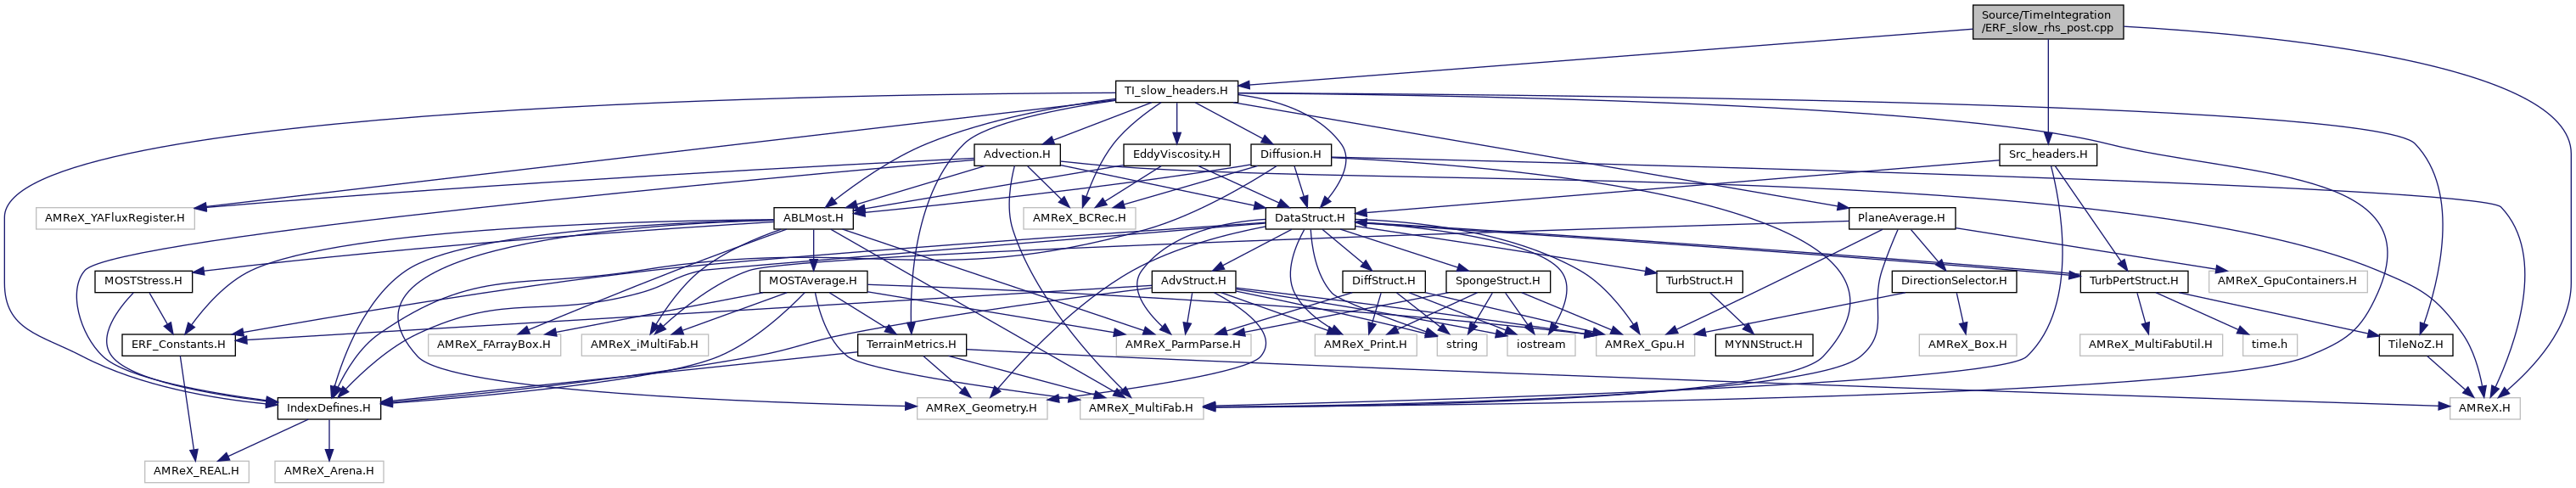 Source/TimeIntegration
/ERF_slow_rhs_post.cpp
TI_slow_headers.H
Advection.H
EddyViscosity.H
Diffusion.H
Src_headers.H
AMReX_YAFluxRegister.H
ABLMost.H
AMReX_BCRec.H
DataStruct.H
PlaneAverage.H
MOSTStress.H
MOSTAverage.H
AdvStruct.H
DiffStruct.H
SpongeStruct.H
TurbStruct.H
DirectionSelector.H
TurbPertStruct.H
AMReX_GpuContainers.H
ERF_Constants.H
AMReX_FArrayBox.H
AMReX_iMultiFab.H
TerrainMetrics.H
AMReX_ParmParse.H
AMReX_Print.H
string
iostream
AMReX_Gpu.H
MYNNStruct.H
AMReX_Box.H
AMReX_MultiFabUtil.H
time.h
TileNoZ.H
IndexDefines.H
AMReX_Geometry.H
AMReX_MultiFab.H
AMReX.H
AMReX_REAL.H
AMReX_Arena.H